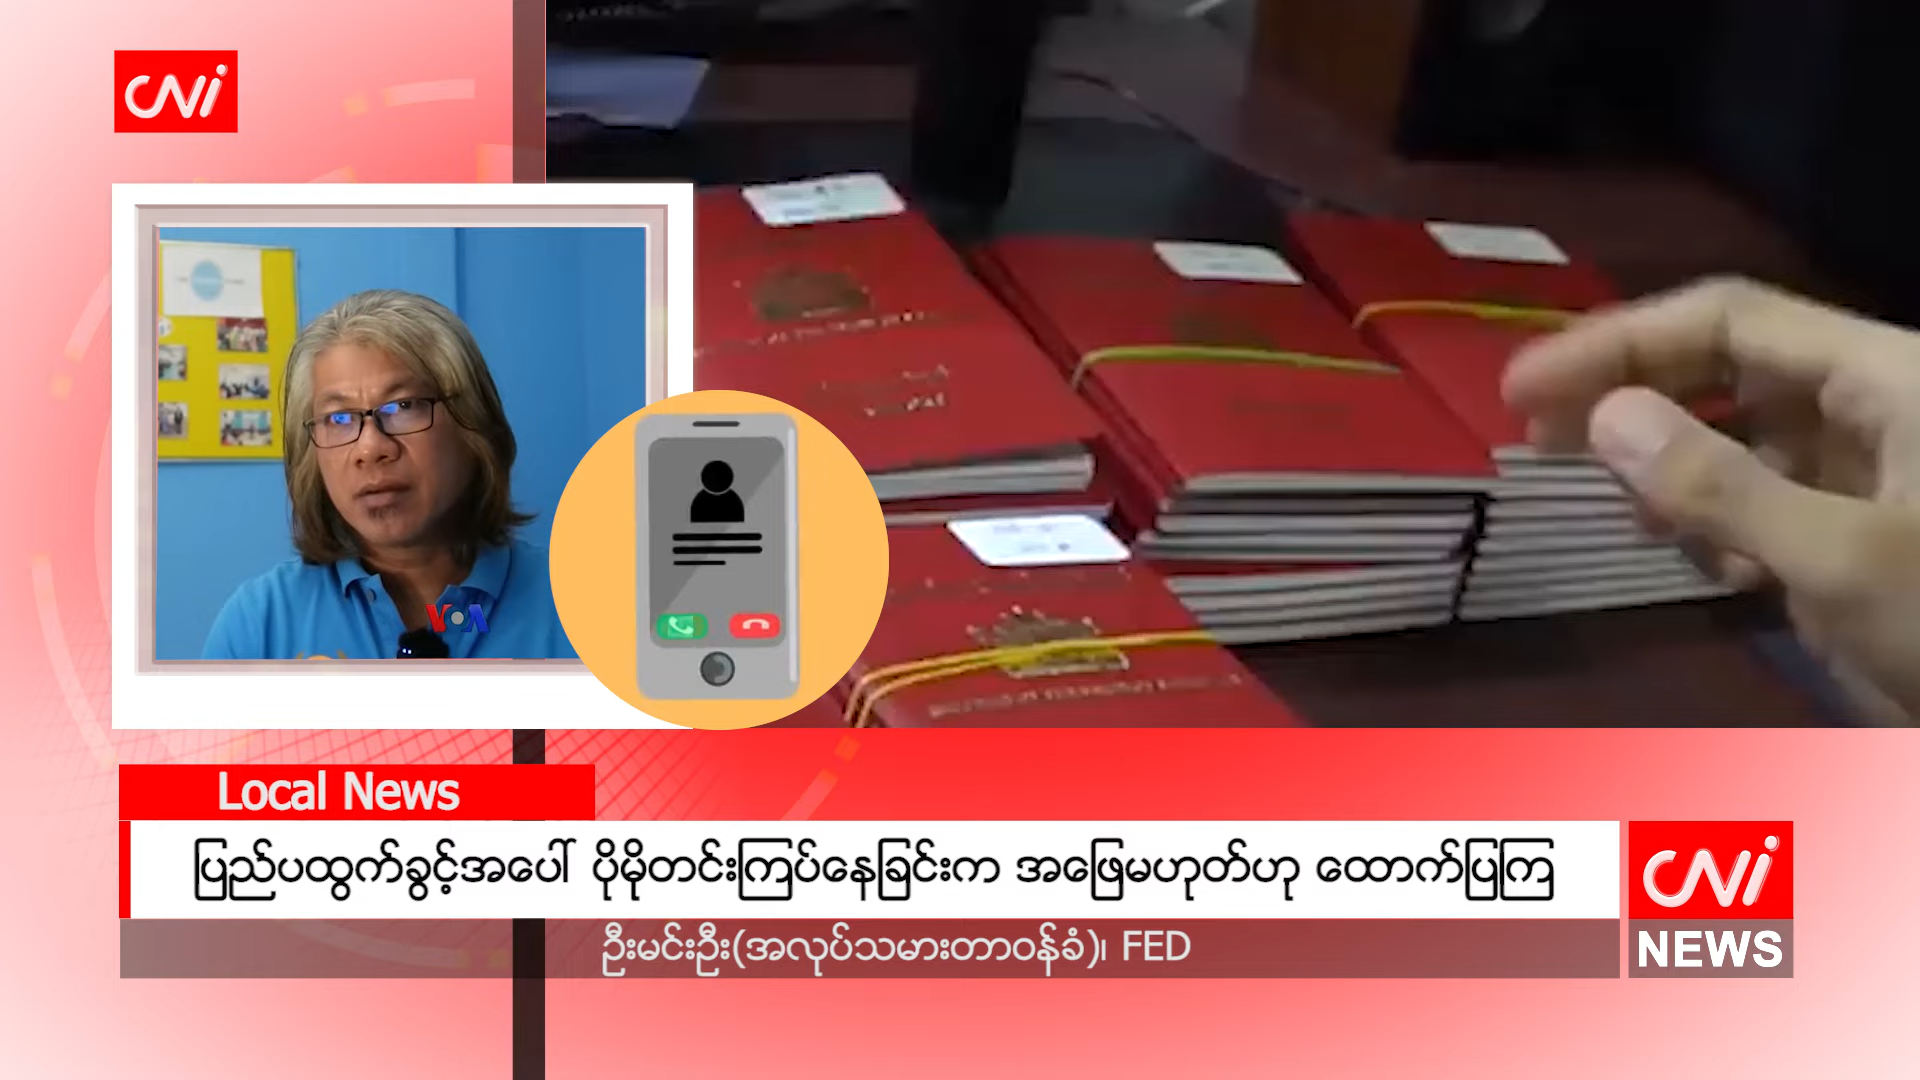 CNi
VOA
Local News
ပြည်ပထွက်ခွင့်အပေါ် ပိုမိုတင်းကြပ်နေခြင်းက အဖြေမဟုတ်ဟု ထောက်ပြကြ
ဦးမင်းဦး(အလုပ်သမားတာဝန်ခံ)၊ FED
CNi
NEWS